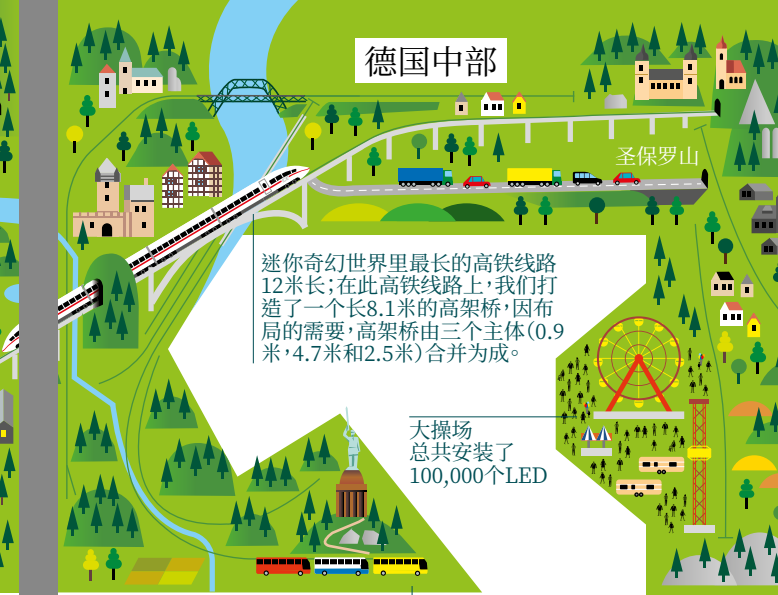 德国中部
圣保罗山
迷你奇幻世界里最长的高铁线路
12米长；在此高铁线路上，我们打
造了一个长8.1米的高架桥，因布
局的需要，高架桥由三个主体（0.9
米，4.7米和2.5米）合并为成。
大操场
总共安装了
100,000个LED